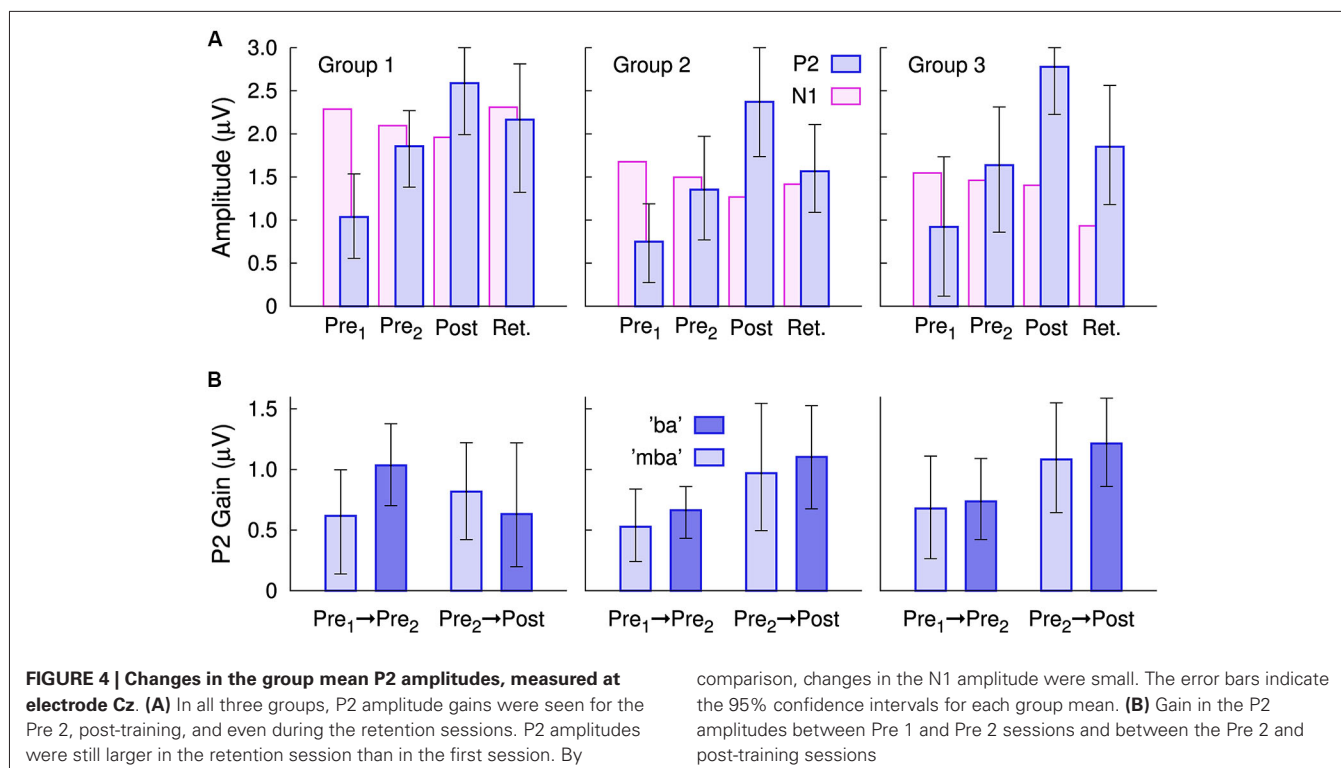 A
Amplitude (µV)
3.0
2.5
2.0
1.5
1.0
0.5
0
Group 1
Pre1 Pre2 Post Ret.
Group 2
P2
N1
Pre1 Pre2 Post Ret.
Group 3
Pre1 Pre2 Post Ret.
B
P2 Gain (µV)
1.5
1.0
0.5
0
Pre1→Pre2 Pre2→Post
'ba'
'mba'
Pre1→Pre2 Pre2→Post
Pre1→Pre2 Pre2→Post
FIGURE 4 | Changes in the group mean P2 amplitudes, measured at
electrode Cz. (A) In all three groups, P2 amplitude gains were seen for the
Pre 2, post-training, and even during the retention sessions. P2 amplitudes
were still larger in the retention session than in the first session. By
comparison, changes in the N1 amplitude were small. The error bars indicate
the 95% confidence intervals for each group mean. (B) Gain in the P2
amplitudes between Pre 1 and Pre 2 sessions and between the Pre 2 and
post-training sessions